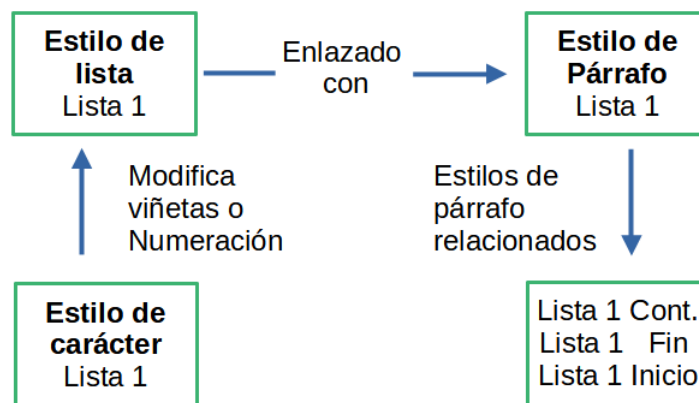 Estilo de
lista
Lista 1
Enlazado
con
Estilo de
Párrafo
Lista 1
Modifica
viñetas o
Numeración
Estilos de
párrafo
relacionados
Estilo de
carácter
Lista 1
Lista 1 Cont.
Lista 1 Fin
Lista 1 Inicio